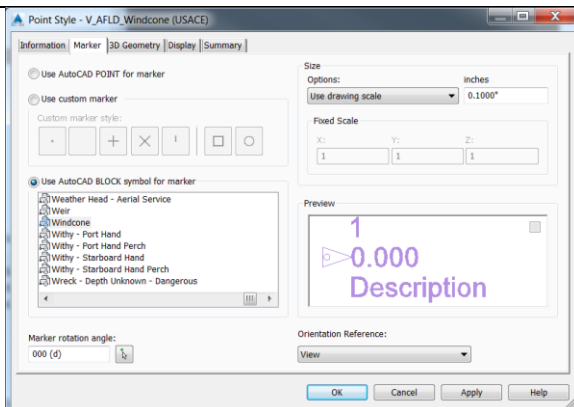 Point Style - V_AFLD_Windcone (USACE)
Information Marker 3D Geometry Display Summary
Use AutoCAD POINT for marker
Use custom marker
Custom marker style:
Use AutoCAD BLOCK symbol for marker
Weather Head - Aerial Service
Weir
Windcone
Withy - Port Hand
Withy - Port Hand Perch
Withy - Starboard Hand
Withy - Starboard Hand Perch
Wreck - Depth Unknown - Dangerous
Marker rotation angle:
000 (d)
Size
Options: inches
Use drawing scale 0.1000"
Fixed Scale
X: Y: Z:
1 1 1
Preview
1
0.000
Description
Orientation Reference:
View
OK Cancel Apply Help